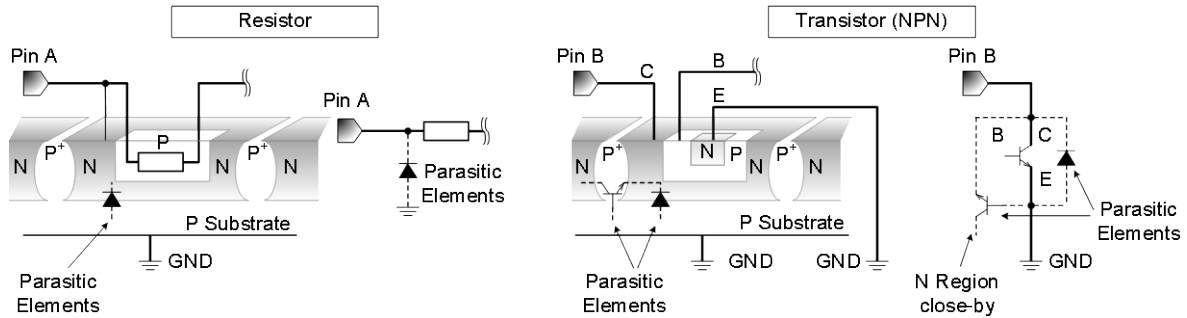 Resistor
Transistor (NPN)
Pin A
Pin B
Pin B
C
B
E
Pin A
N
P+
N
P
N
P+
N
N
P+
N
N
P
N
P+
N
B
C
E
Parasitic
Elements
P Substrate
GND
Parasitic
Elements
P Substrate
GND
GND
Parasitic
Elements
Parasitic
Elements
GND
N Region
close-by